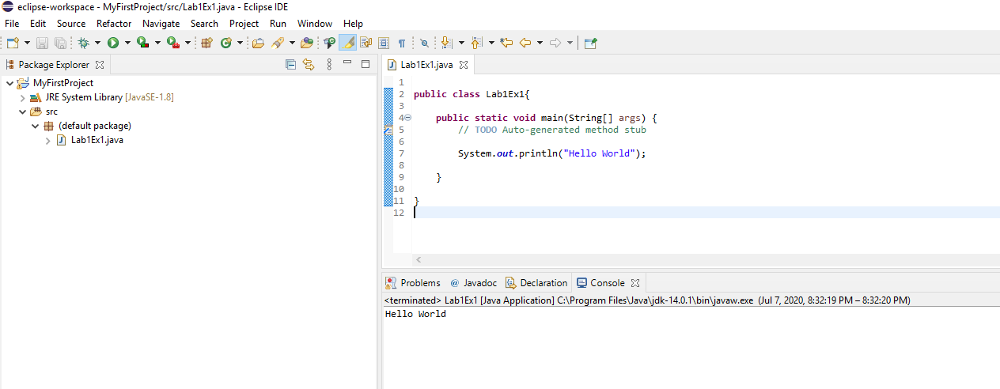 eclipse-workspace - MyFirstProject/src/Lab1Ex1.java - Eclipse IDE
File Edit Source Refactor Navigate Search Project Run Window Help
Package Explorer
MyFirstProject
JRE System Library [JavaSE-1.8]
src
(default package)
Lab1Ex1.java
Lab1Ex1.java
1
2 public class Lab1Ex1{
3
4 public static void main(String[] args) {
5 // TODO Auto-generated method stub
6
7 System.out.println("Hello World");
8
9 }
10
11 }
12
Problems @ Javadoc Declaration Console
<terminated> Lab1Ex1 [Java Application] C:\Program Files\Java\jdk-14.0.1\bin\javaw.exe (Jul 7, 2020, 8:32:19 PM – 8:32:20 PM)
Hello World